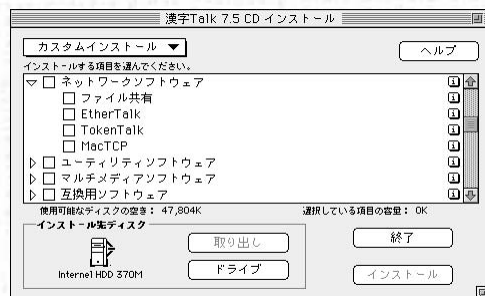 漢字Talk 7.5 CD インストール
カスタムインストール
ヘルプ
インストールする項目を選んでください。
ネットワークソフトウェア
ファイル共有
EtherTalk
TokenTalk
MacTCP
ユーティリティソフトウェア
マルチメディアソフトウェア
互換用ソフトウェア
使用可能なディスクの空き： 47,804K 選択している項目の容量： 0K
インストール先ディスク
取り出し
終了
Internel HDD 370M
ドライブ
インストール